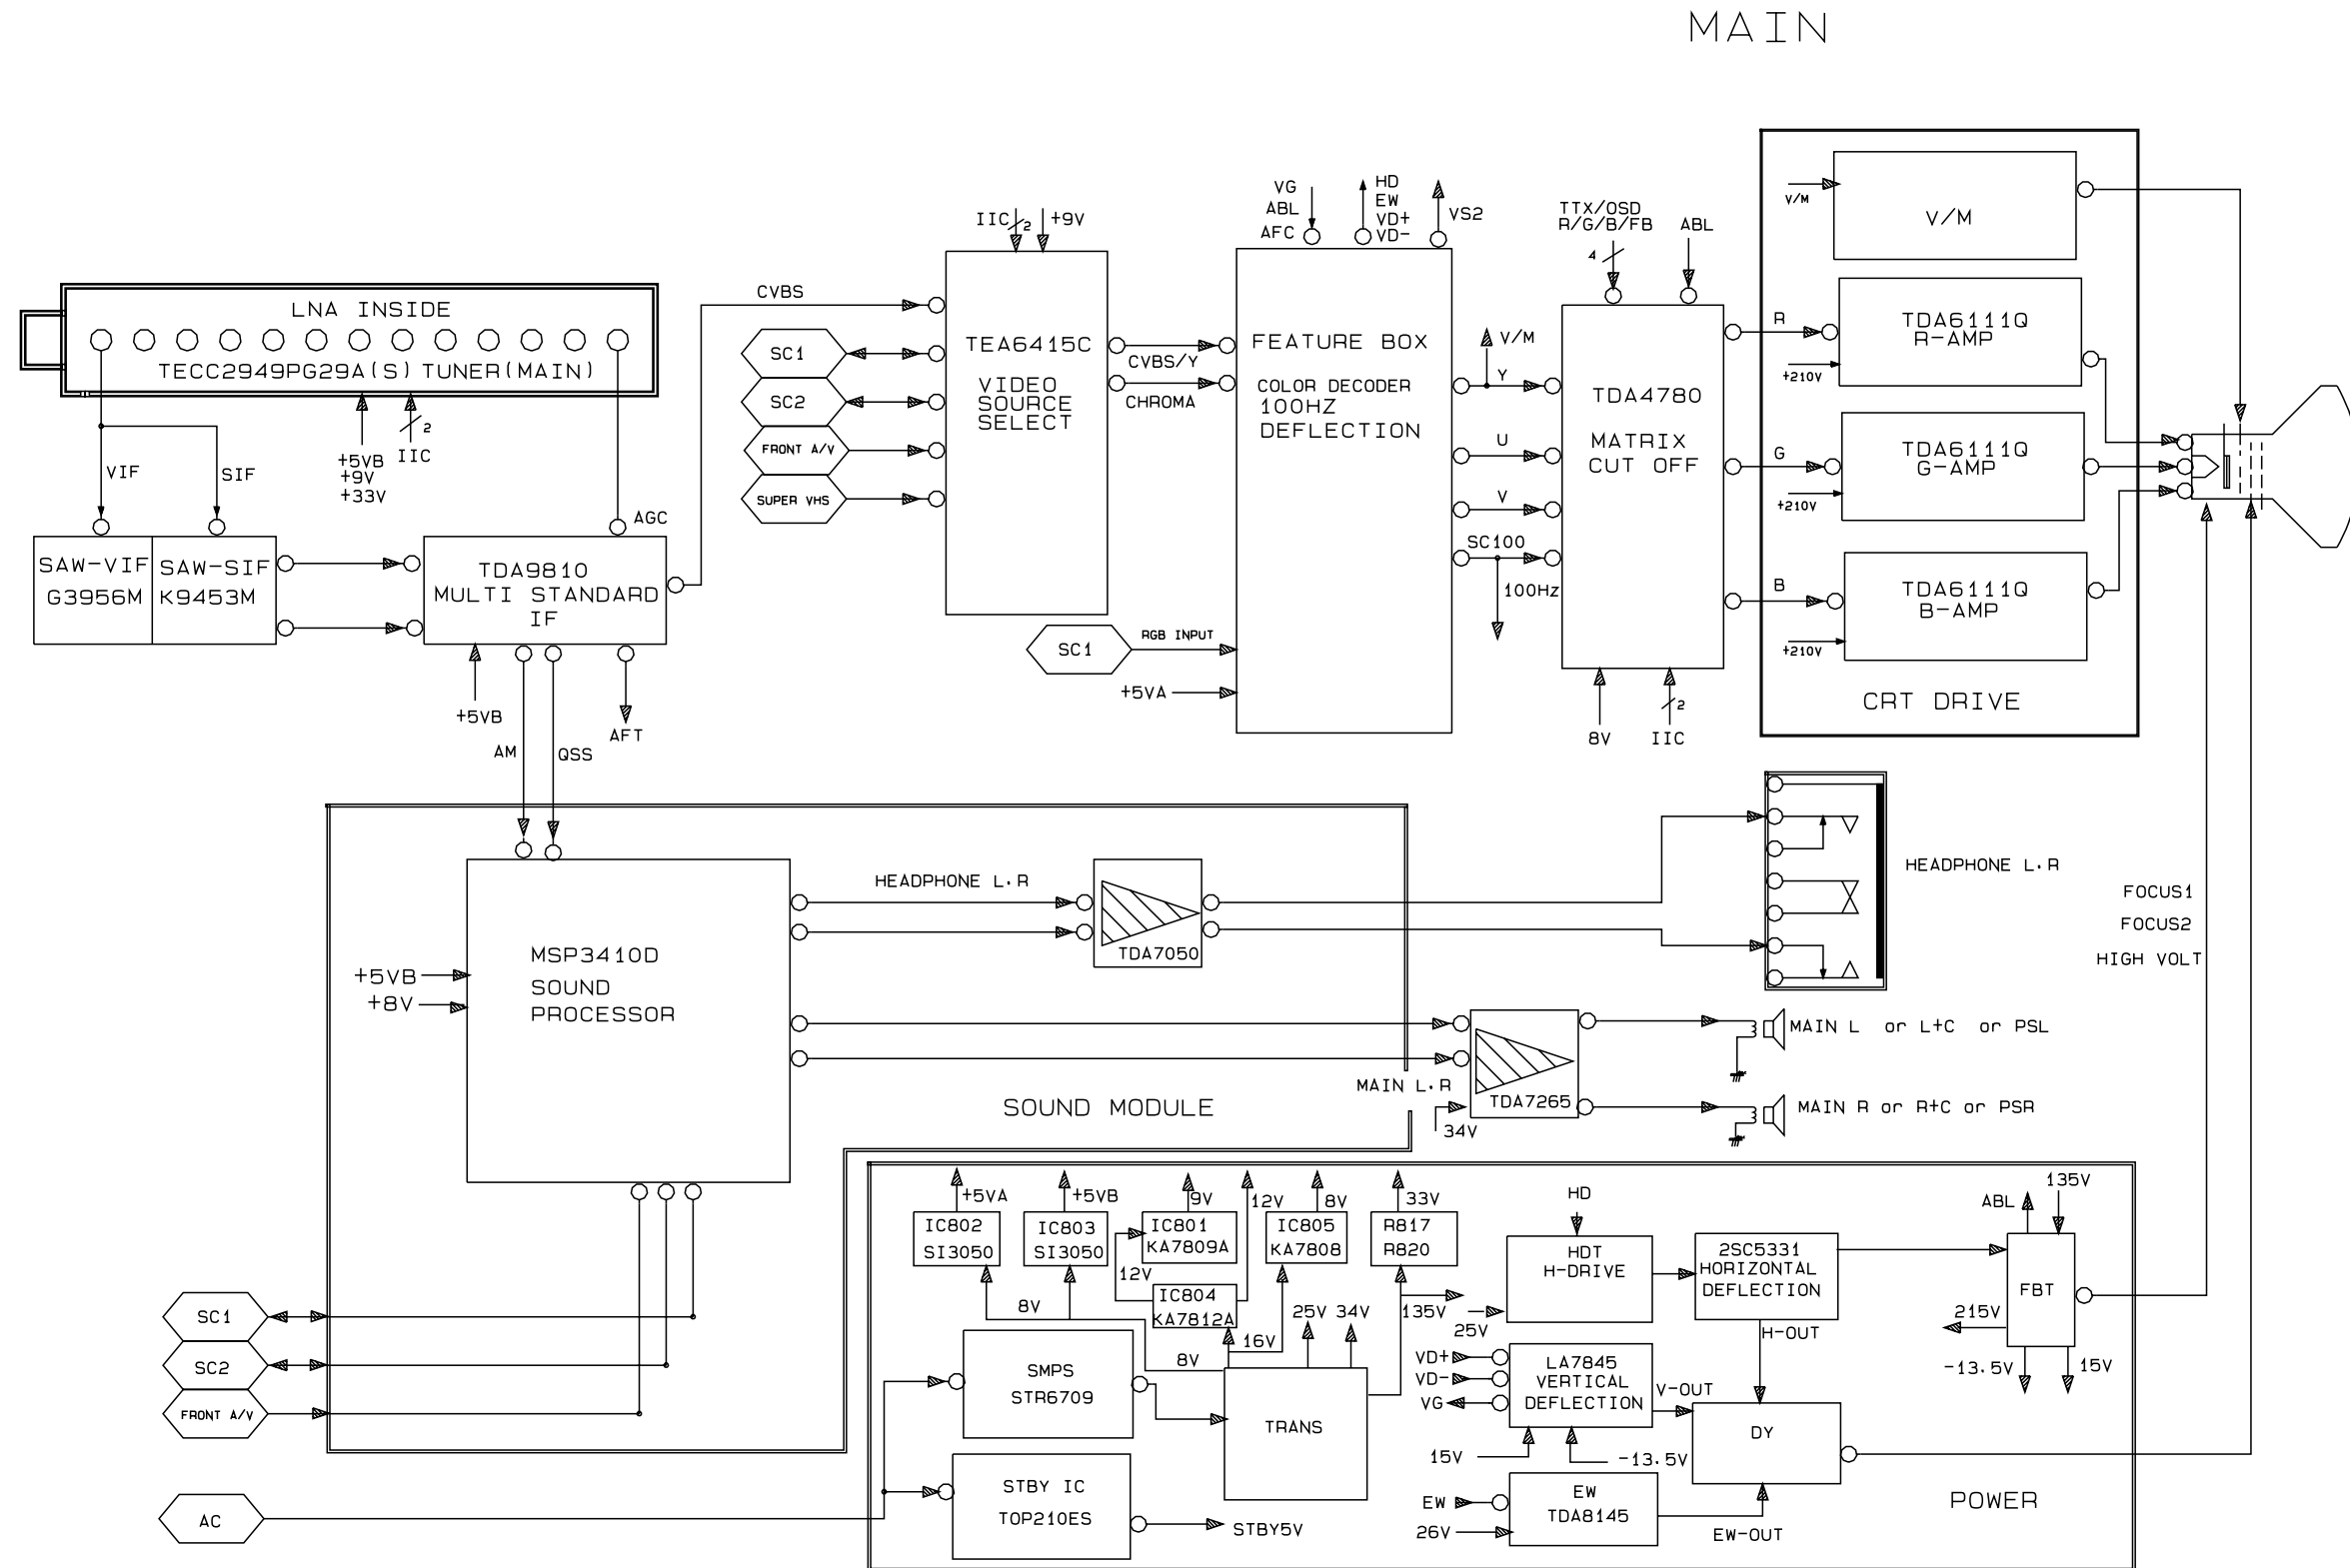 MAIN
LNA INSIDE
TECC2949PG29A(S) TUNER(MAIN)
VIF
SIF
+5VB
+9V
+33V
IIC
2
AGC
SAW-VIF
G3956M
SAW-SIF
K9453M
TDA9810
MULTI STANDARD
IF
+5VB
AFT
AM
QSS
CVBS
SC1
SC2
FRONT A/V
SUPER VHS
IIC
2
+9V
TEA6415C
VIDEO
SOURCE
SELECT
CVBS/Y
CHROMA
SC1
RGB INPUT
+5VA
VG
ABL
AFC
HD
EW
VD+
VD-
VS2
FEATURE BOX
COLOR DECODER
100HZ
DEFLECTION
V/M
Y
U
V
SC100
100Hz
TTX/OSD
R/G/B/FB
4
ABL
TDA4780
MATRIX
CUT OFF
8V
IIC
2
R
G
B
V/M
V/M
TDA6111Q
R-AMP
+210V
TDA6111Q
G-AMP
+210V
TDA6111Q
B-AMP
+210V
CRT DRIVE
HEADPHONE L.R
TDA7050
HEADPHONE L.R
MSP3410D
SOUND
PROCESSOR
+5VB
+8V
FOCUS1
FOCUS2
HIGH VOLT
MAIN L.R
34V
TDA7265
MAIN L or L+C or PSL
MAIN R or R+C or PSR
SOUND MODULE
SC1
SC2
FRONT A/V
AC
+5VA
IC802
SI3050
+5VB
IC803
SI3050
9V
IC801
KA7809A
12V
12V
IC804
KA7812A
8V
IC805
KA7808
33V
R817
R820
8V
8V
16V
25V
34V
135V
SMPS
STR6709
TRANS
STBY IC
TOP210ES
STBY5V
HD
HDT
H-DRIVE
25V
2SC5331
HORIZONTAL
DEFLECTION
H-OUT
ABL
135V
FBT
215V
-13.5V
15V
VD+
VD-
VG
LA7845
VERTICAL
DEFLECTION
V-OUT
15V
-13.5V
DY
EW
26V
EW
TDA8145
EW-OUT
POWER